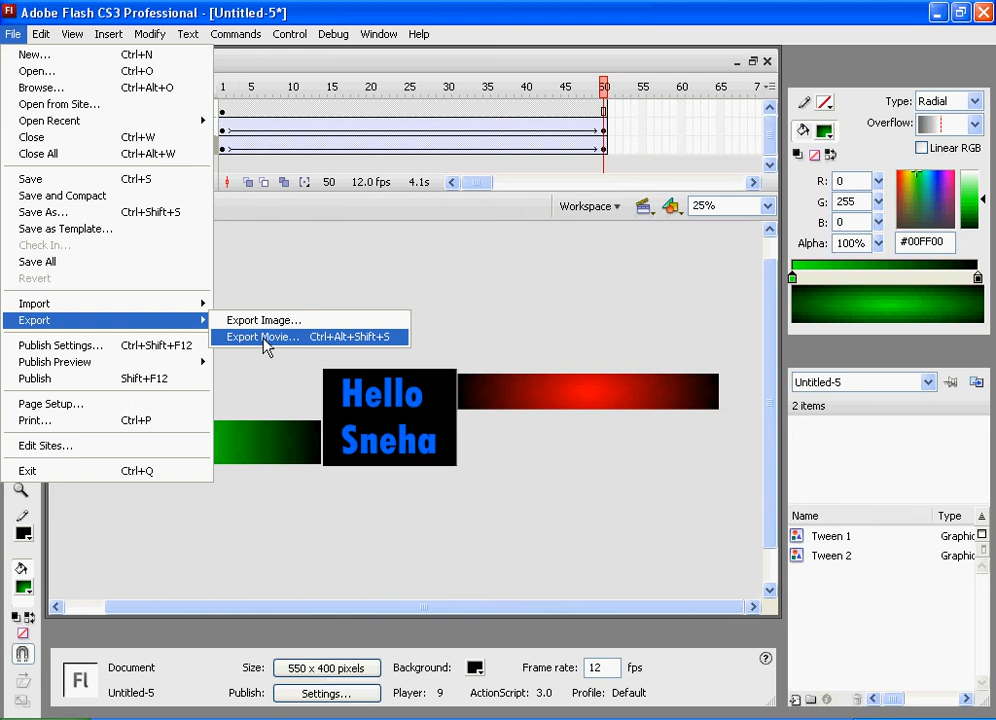 Fl Adobe Flash CS3 Professional - [Untitled-5*]
File Edit View Insert Modify Text Commands Control Debug Window Help
New... Ctrl+N
Open... Ctrl+O
Browse... Ctrl+Alt+O
Open from Site...
Open Recent
Close Ctrl+W
Close All Ctrl+Alt+W
Save Ctrl+S
Save and Compact
Save As... Ctrl+Shift+S
Save as Template...
Check In...
Save All
Revert
Import
Export
Publish Settings... Ctrl+Shift+F12
Publish Preview
Publish Shift+F12
Page Setup...
Print... Ctrl+P
Edit Sites...
Exit Ctrl+Q
Export Image...
Export Movie... Ctrl+Alt+Shift+S
1 5 10 15 20 25 30 35 40 45 50 55 60 65 7
50 12.0 fps 4.1s
Workspace 25%
Hello
Sneha
Type: Radial
Overflow:
Linear RGB
R: 0
G: 255
B: 0
Alpha: 100% #00FF00
Untitled-5
2 items
Name Type
Tween 1 Graphic
Tween 2 Graphic
Fl
Document
Untitled-5
Size: 550 x 400 pixels Background: Frame rate: 12 fps
Publish: Settings... Player: 9 ActionScript: 3.0 Profile: Default